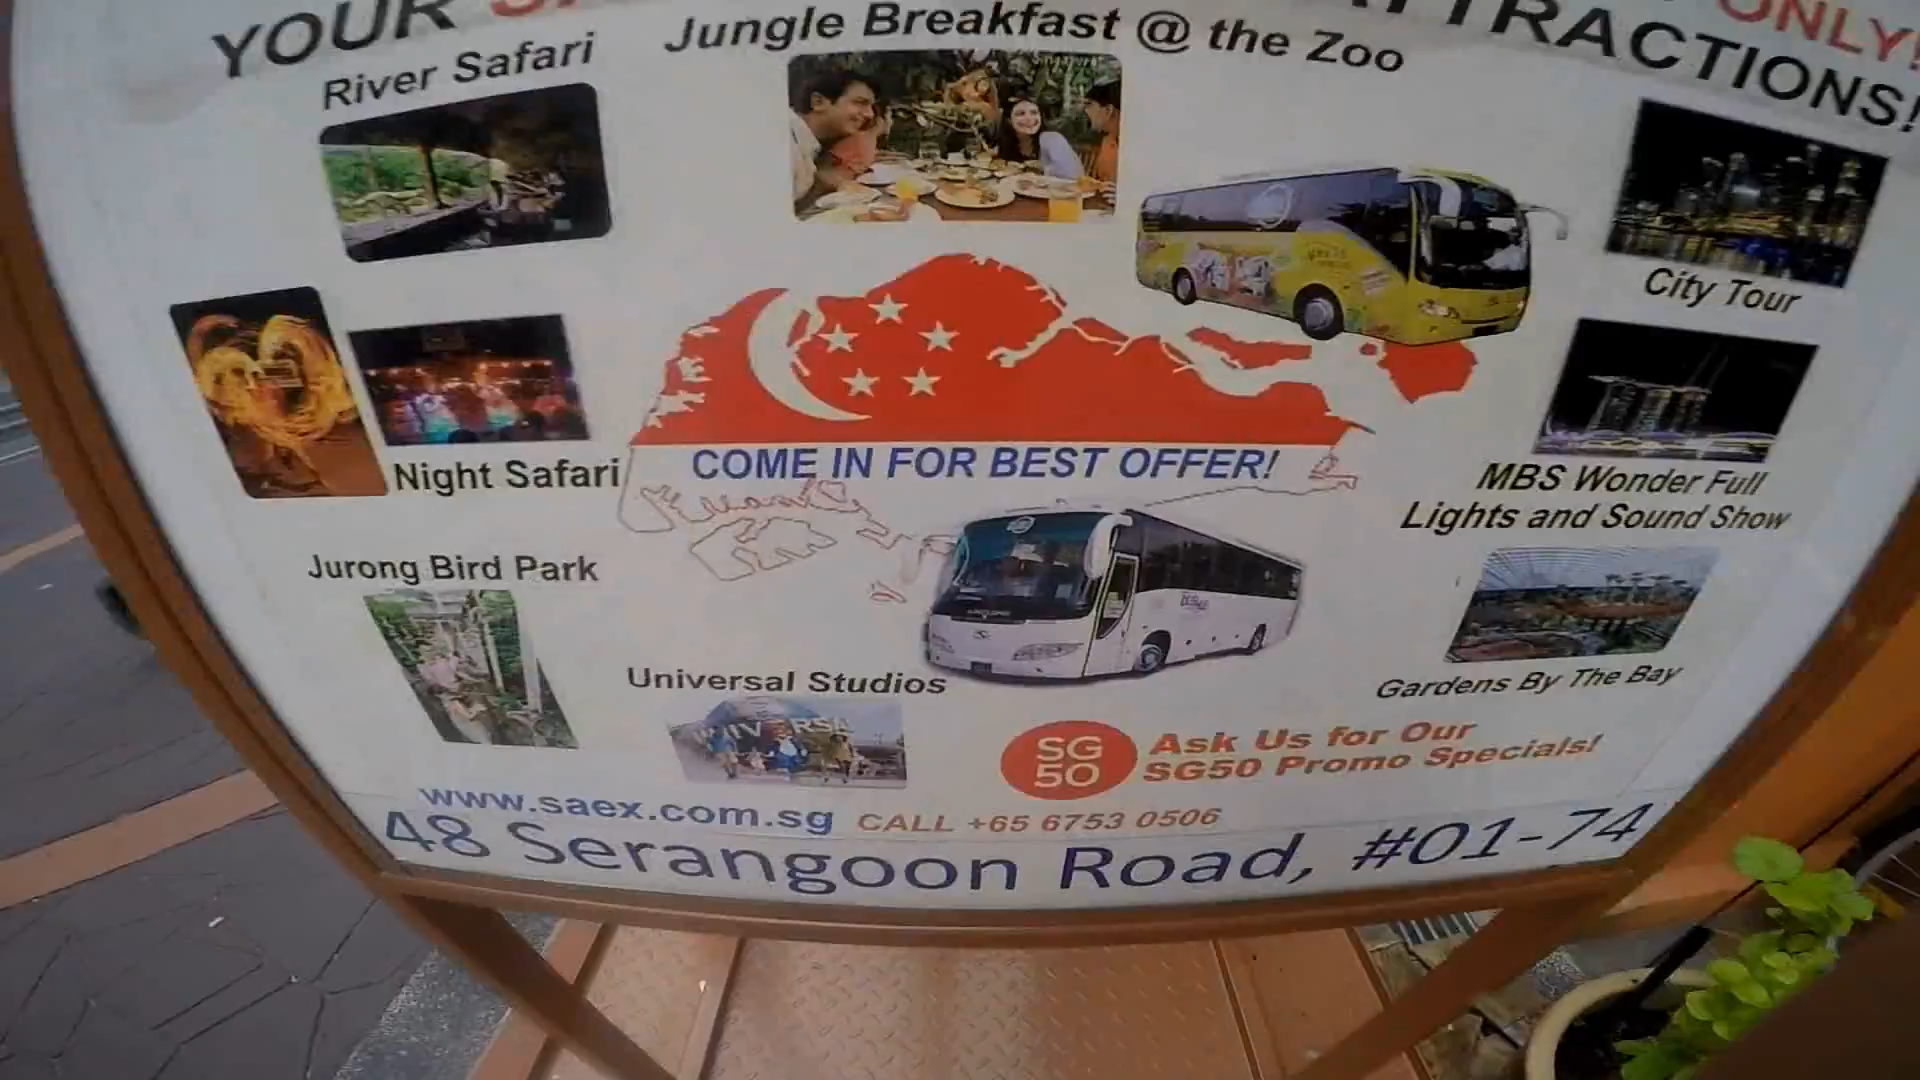 YOUR
ATTRACTIONS!
ONLY!
River Safari
Jungle Breakfast @ the Zoo
City Tour
COME IN FOR BEST OFFER!
Night Safari
MBS Wonder Full
Lights and Sound Show
Jurong Bird Park
Universal Studios
Gardens By The Bay
SG
50
Ask Us for Our
SG50 Promo Specials!
www.saex.com.sg CALL +65 6753 0506
48 Serangoon Road, #01-74